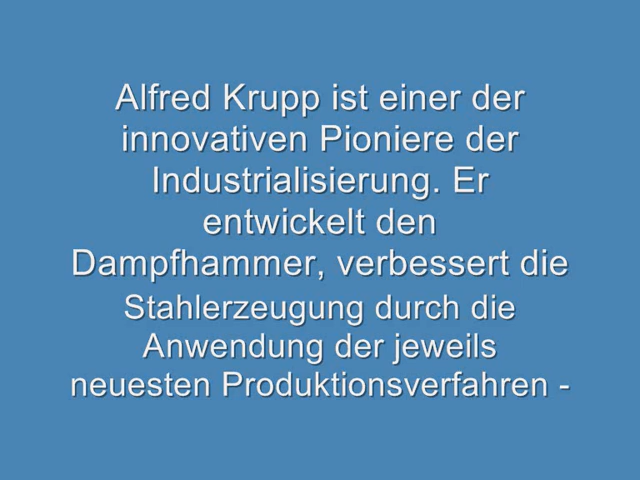 Alfred Krupp ist einer der
innovativen Pioniere der
Industrialisierung. Er
entwickelt den
Dampfhammer, verbessert die
Stahlerzeugung durch die
Anwendung der jeweils
neuesten Produktionsverfahren -